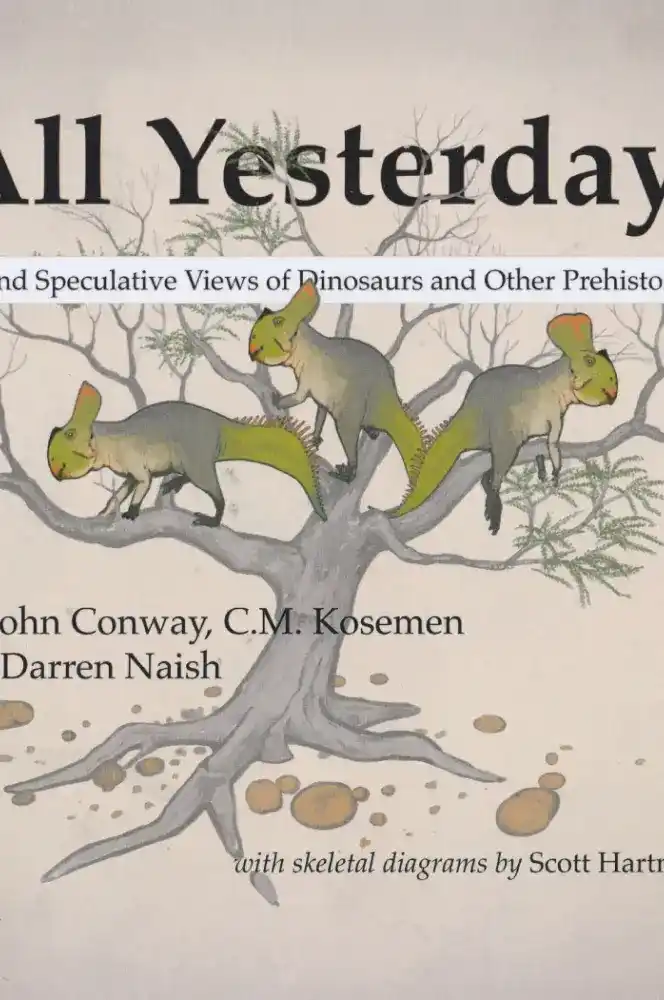 All Yesterday
nd Speculative Views of Dinosaurs and Other Prehisto
ohn Conway, C.M. Kosemen
Darren Naish
with skeletal diagrams by Scott Hartm